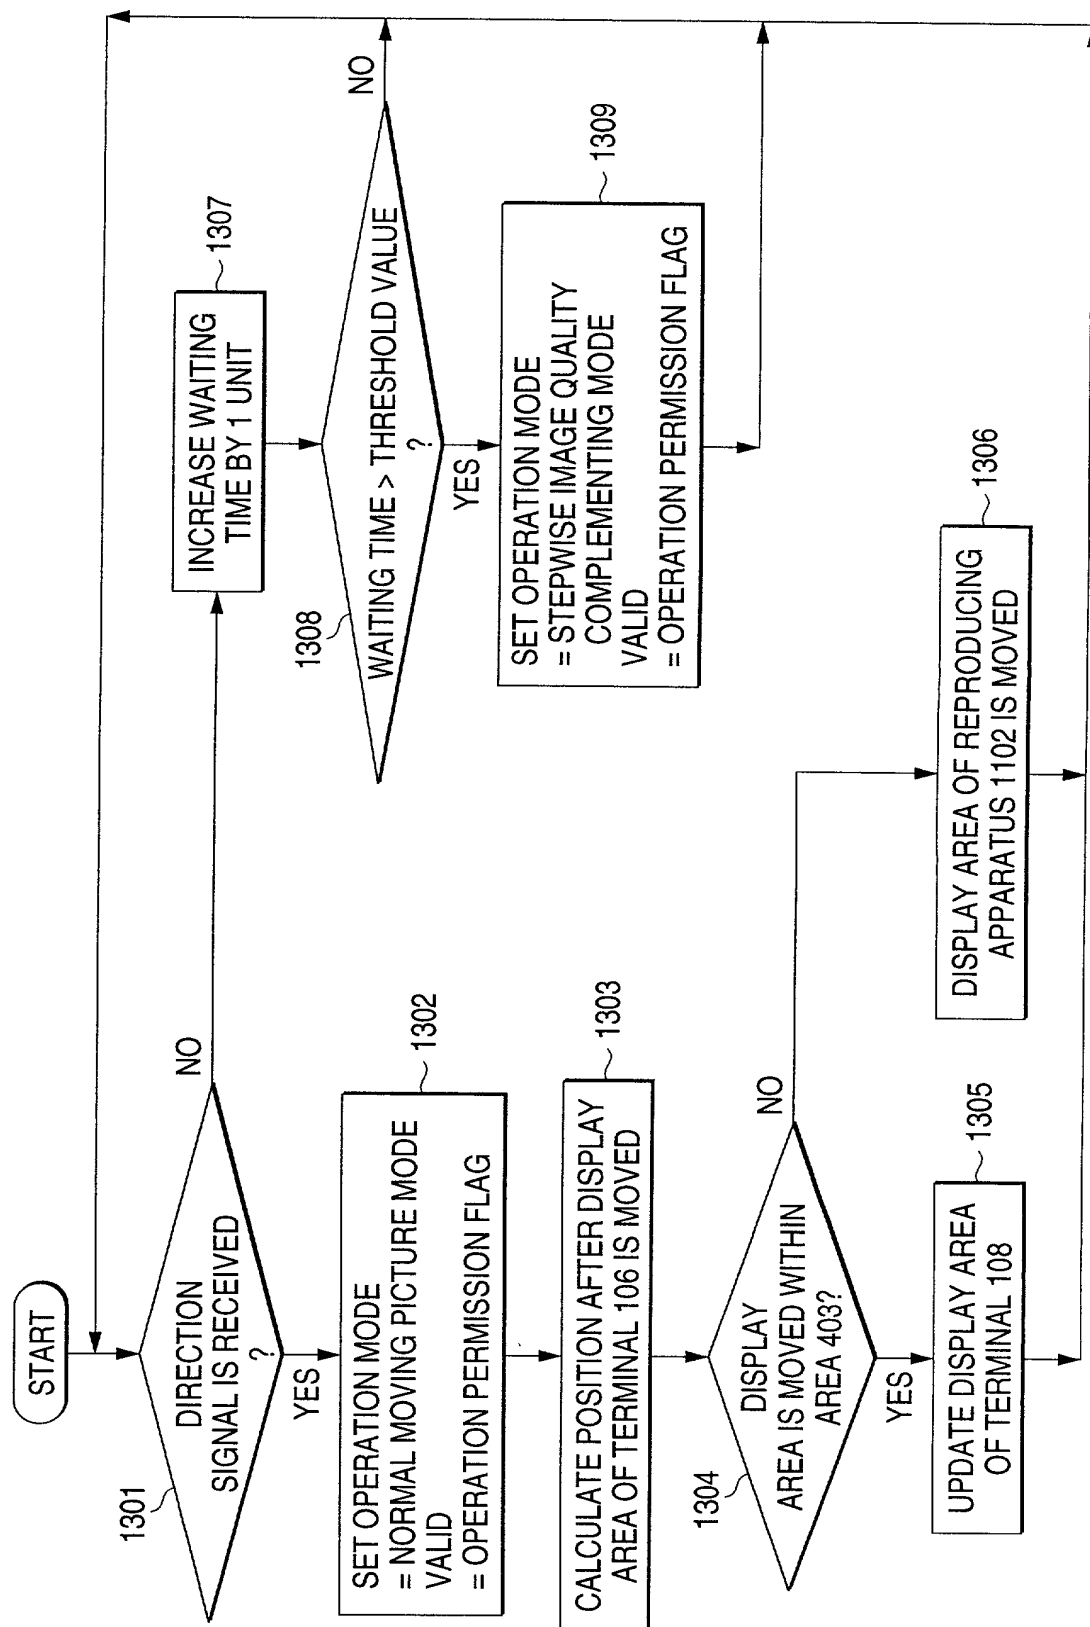 START
1301
DIRECTION
SIGNAL IS RECEIVED
?
YES
NO
1302
SET OPERATION MODE
= NORMAL MOVING PICTURE MODE
VALID
= OPERATION PERMISSION FLAG
1303
CALCULATE POSITION AFTER DISPLAY
AREA OF TERMINAL 106 IS MOVED
1304
DISPLAY
AREA IS MOVED WITHIN
AREA 403?
YES
NO
1305
UPDATE DISPLAY AREA
OF TERMINAL 108
1306
DISPLAY AREA OF REPRODUCING
APPARATUS 1102 IS MOVED
1307
INCREASE WAITING
TIME BY 1 UNIT
1308
WAITING TIME > THRESHOLD VALUE
?
YES
NO
1309
SET OPERATION MODE
= STEPWISE IMAGE QUALITY
COMPLEMENTING MODE
VALID
= OPERATION PERMISSION FLAG